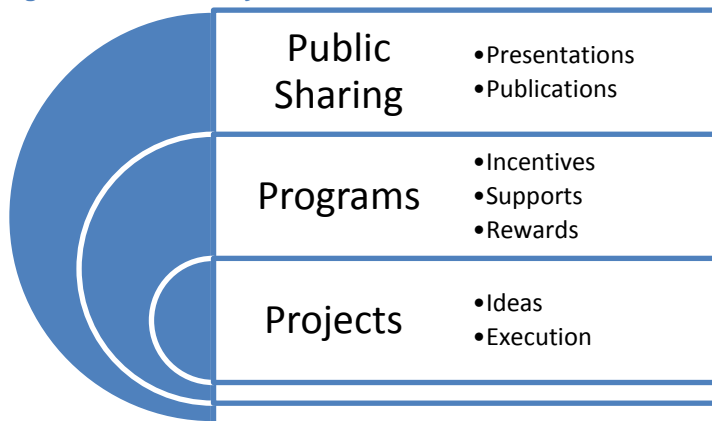 Public
Sharing
•Presentations
•Publications
Programs
•Incentives
•Supports
•Rewards
Projects
•Ideas
•Execution